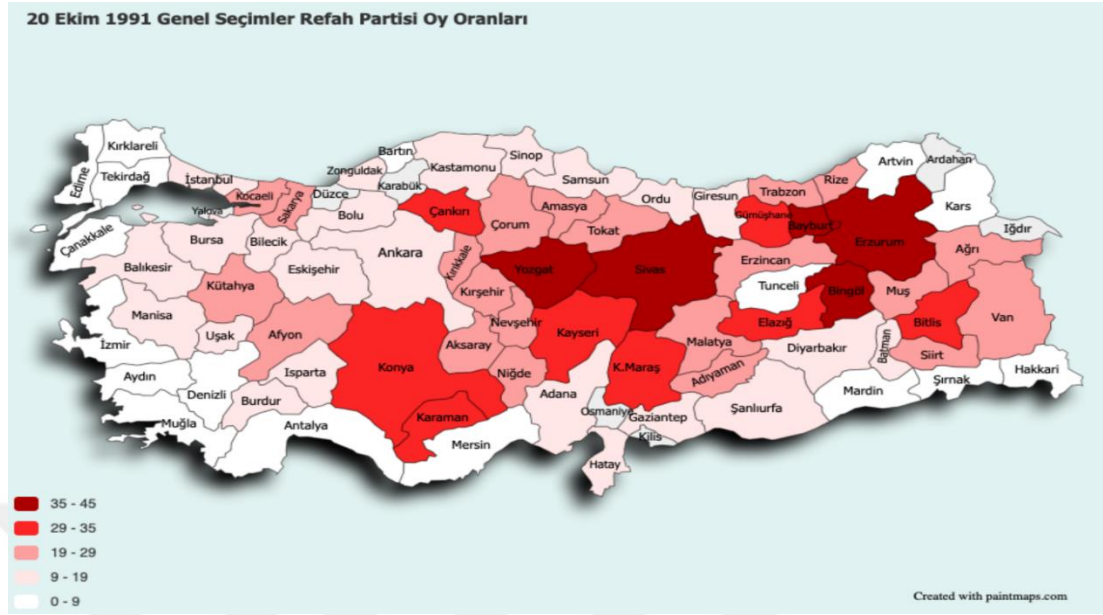 20 Ekim 1991 Genel Seçimler Refah Partisi Oy Oranları
Kırklareli
Edirne
Tekirdağ
İstanbul
Kocaeli
Sakarya
Yalova
Düzce
Zonguldak
Bartın
Karabük
Kastamonu
Sinop
Samsun
Ordu
Giresun
Trabzon
Rize
Artvin
Ardahan
Kars
Iğdır
Çanakkale
Bursa
Bilecik
Bolu
Çankırı
Çorum
Amasya
Tokat
Gümüşhane
Bayburt
Erzurum
Ağrı
Balıkesir
Kütahya
Eskişehir
Ankara
Kırıkkale
Kırşehir
Yozgat
Sivas
Erzincan
Tunceli
Bingöl
Muş
Bitlis
Van
Manisa
İzmir
Uşak
Afyon
Konya
Aksaray
Nevşehir
Niğde
Kayseri
K.Maraş
Malatya
Elazığ
Adıyaman
Diyarbakır
Batman
Siirt
Şırnak
Hakkari
Aydın
Denizli
Muğla
Burdur
Isparta
Antalya
Karaman
Mersin
Adana
Osmaniye
Gaziantep
Kilis
Hatay
Şanlıurfa
Mardin
35 - 45
29 - 35
19 - 29
9 - 19
0 - 9
Created with paintmaps.com